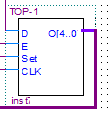 TOP-1
D O[4..0]
E
Set
CLK
inst